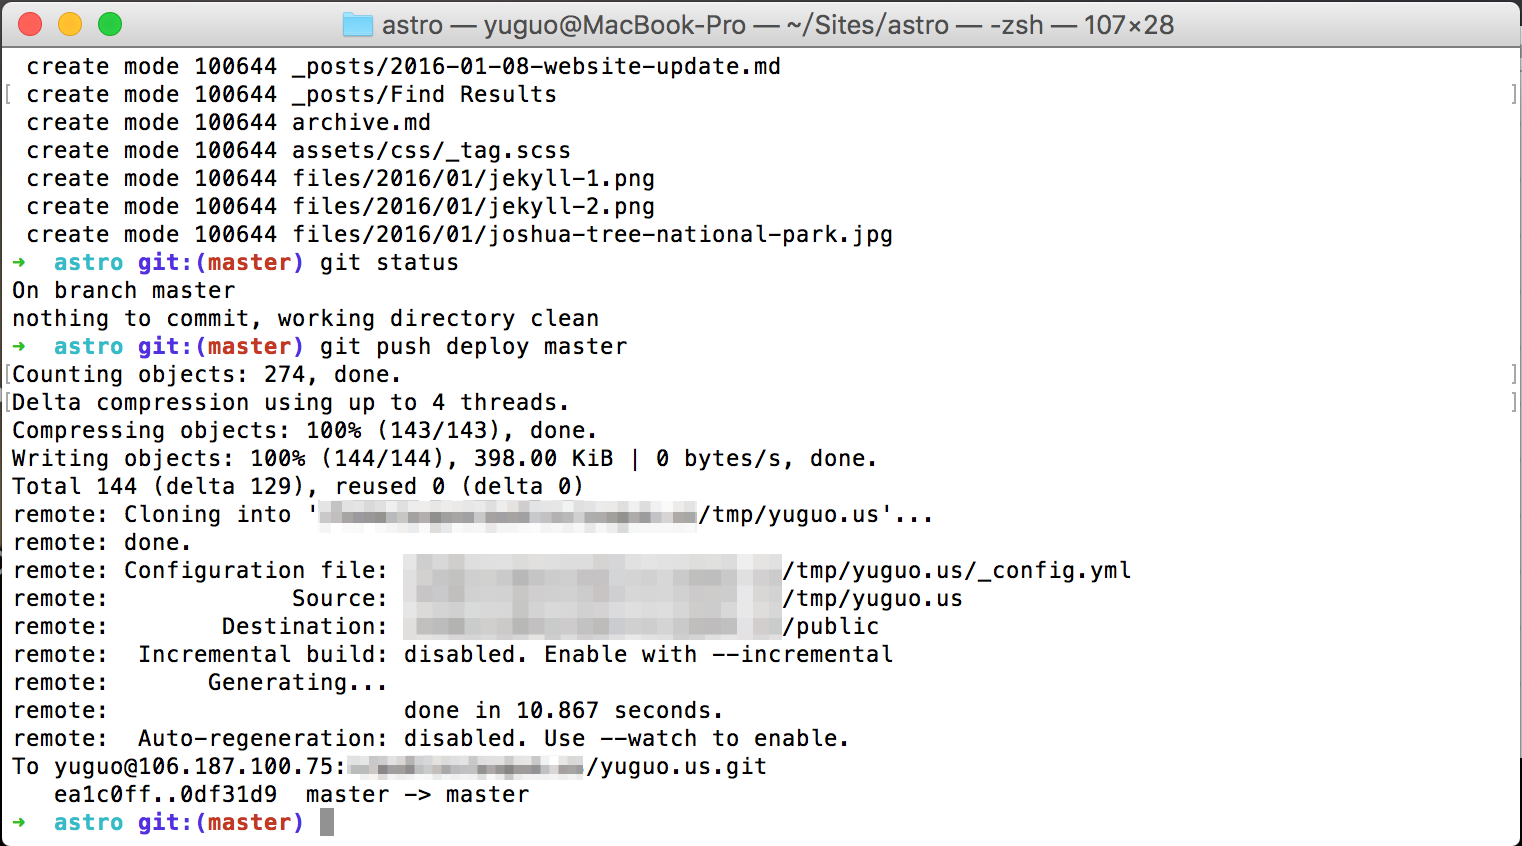 astro — yuguo@MacBook-Pro — ~/Sites/astro — -zsh — 107×28
create mode 100644 _posts/2016-01-08-website-update.md
[ create mode 100644 _posts/Find Results ]
create mode 100644 archive.md
create mode 100644 assets/css/_tag.scss
create mode 100644 files/2016/01/jekyll-1.png
create mode 100644 files/2016/01/jekyll-2.png
create mode 100644 files/2016/01/joshua-tree-national-park.jpg
→ astro git:(master) git status
On branch master
nothing to commit, working directory clean
→ astro git:(master) git push deploy master
[Counting objects: 274, done. ]
[Delta compression using up to 4 threads. ]
Compressing objects: 100% (143/143), done.
Writing objects: 100% (144/144), 398.00 KiB | 0 bytes/s, done.
Total 144 (delta 129), reused 0 (delta 0)
remote: Cloning into '/tmp/yuguo.us'...
remote: done.
remote: Configuration file: /tmp/yuguo.us/_config.yml
remote: Source: /tmp/yuguo.us
remote: Destination: /public
remote: Incremental build: disabled. Enable with --incremental
remote: Generating...
remote: done in 10.867 seconds.
remote: Auto-regeneration: disabled. Use --watch to enable.
To yuguo@106.187.100.75:/yuguo.us.git
ea1c0ff..0df31d9 master -> master
→ astro git:(master)